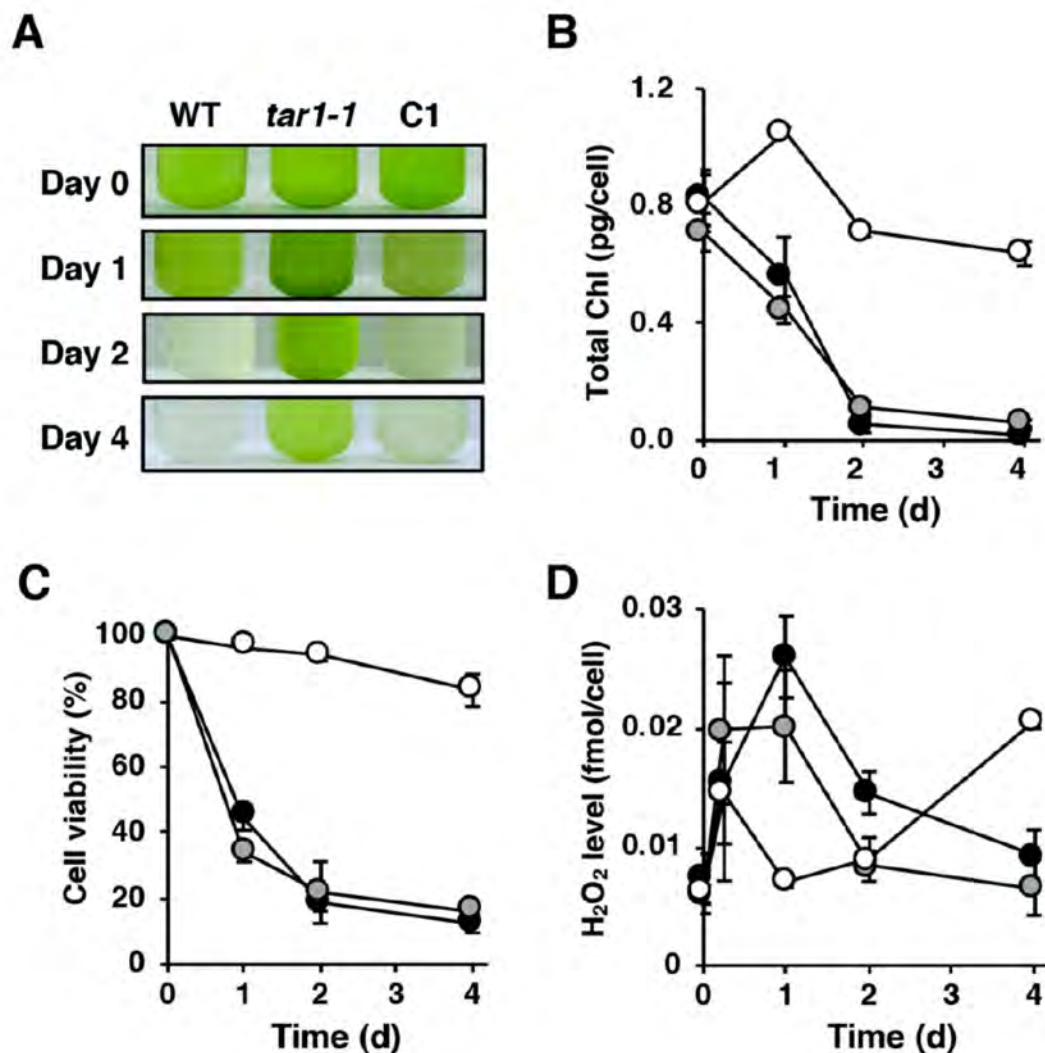 A
WT tar1-1 C1
Day 0
Day 1
Day 2
Day 4
B
Total Chl (pg/cell)
1.2
0.8
0.4
0.0
0 1 2 3 4
Time (d)
C
Cell viability (%)
100
80
60
40
20
0
0 1 2 3 4
Time (d)
D
H₂O₂ level (fmol/cell)
0.03
0.02
0.01
0
0 1 2 3 4
Time (d)